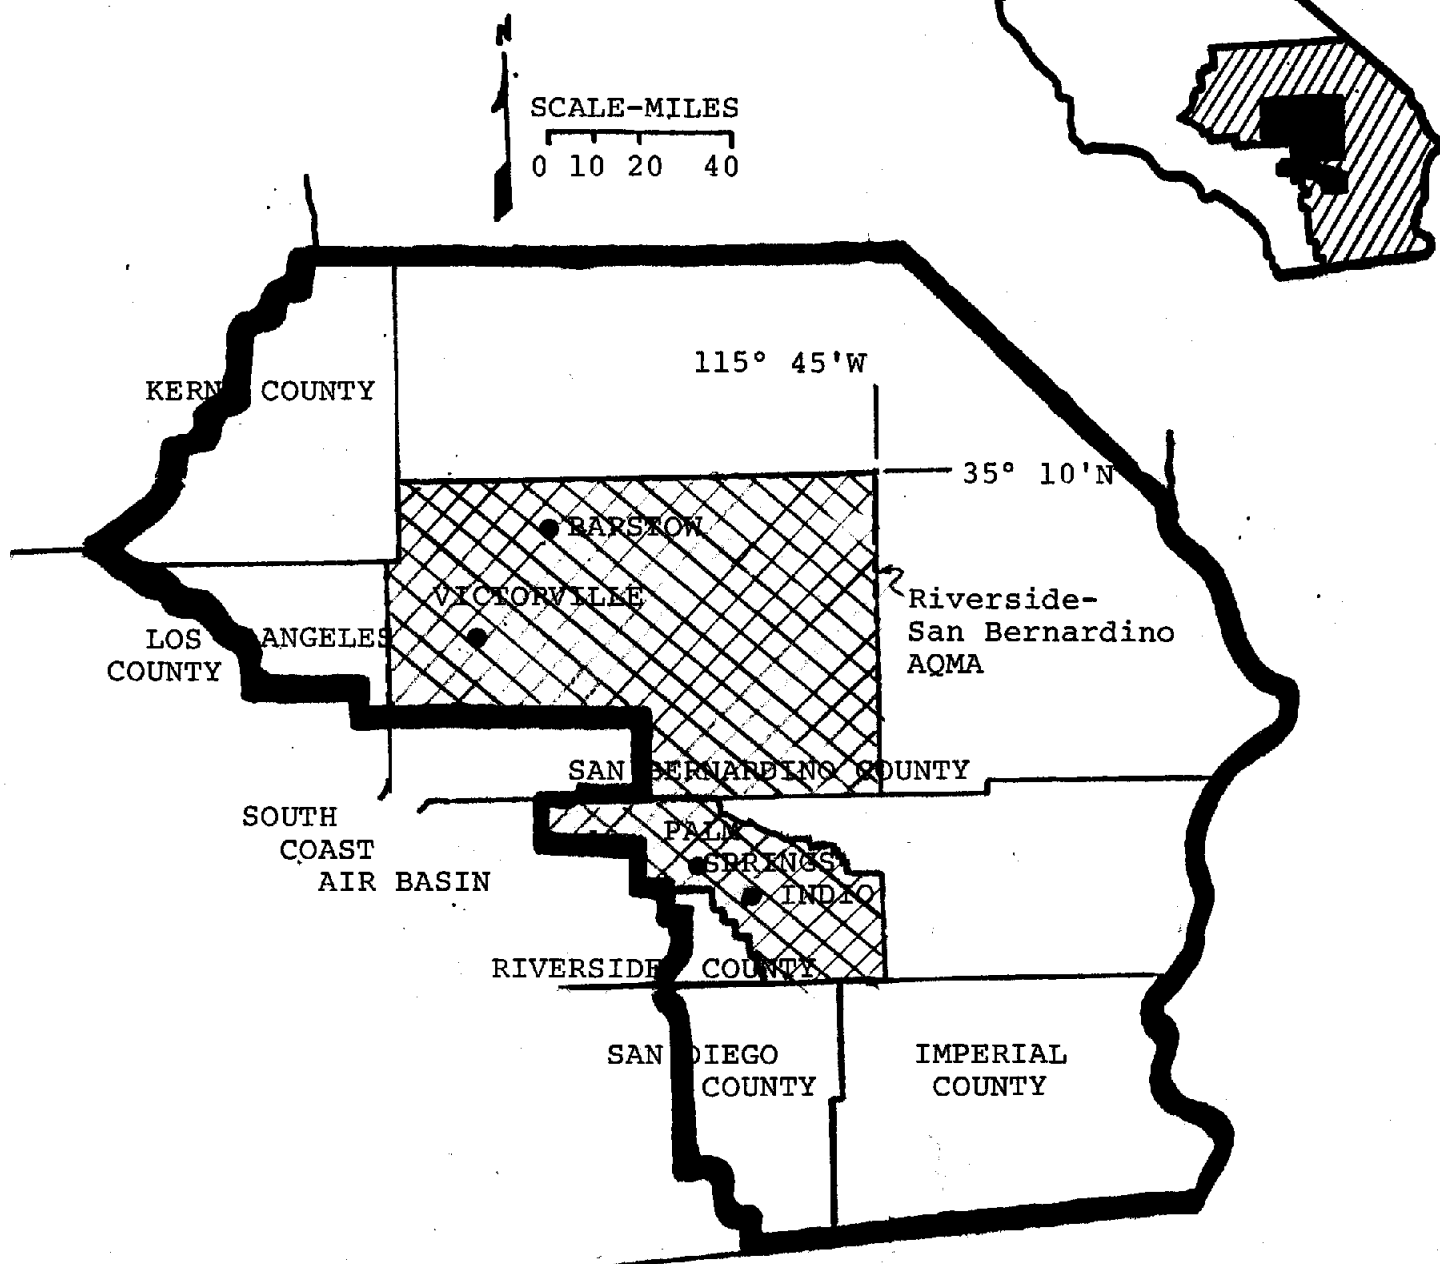 N
SCALE-MILES
0 10 20 40
115° 45'W
KERN COUNTY
35° 10'N
BARSTOW
VICTORVILLE
Riverside-
San Bernardino
AQMA
LOS ANGELES
COUNTY
SAN BERNARDINO COUNTY
SOUTH
COAST
AIR BASIN
PALM
SPRINGS
INDIO
RIVERSIDE COUNTY
SAN DIEGO
COUNTY
IMPERIAL
COUNTY